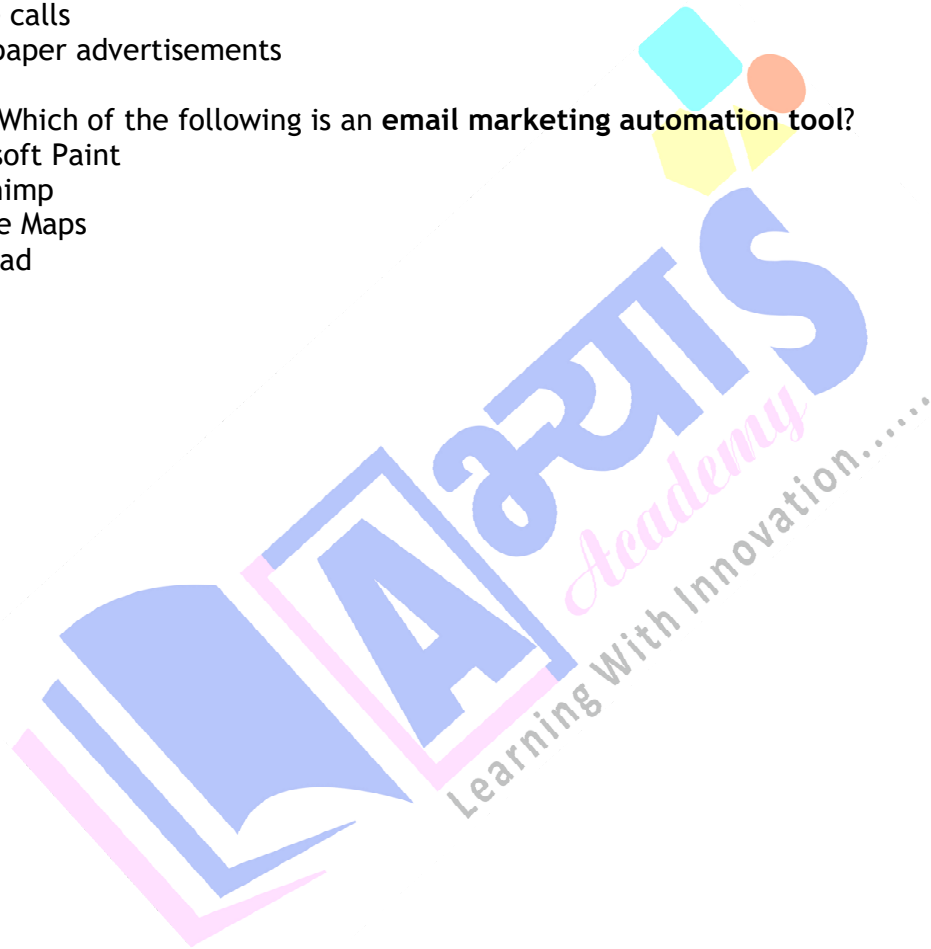 calls
paper advertisements
Which of the following is an email marketing automation tool?
soft Paint
himp
e Maps
ad
A भ्यास
Academy
Learning With Innovation......